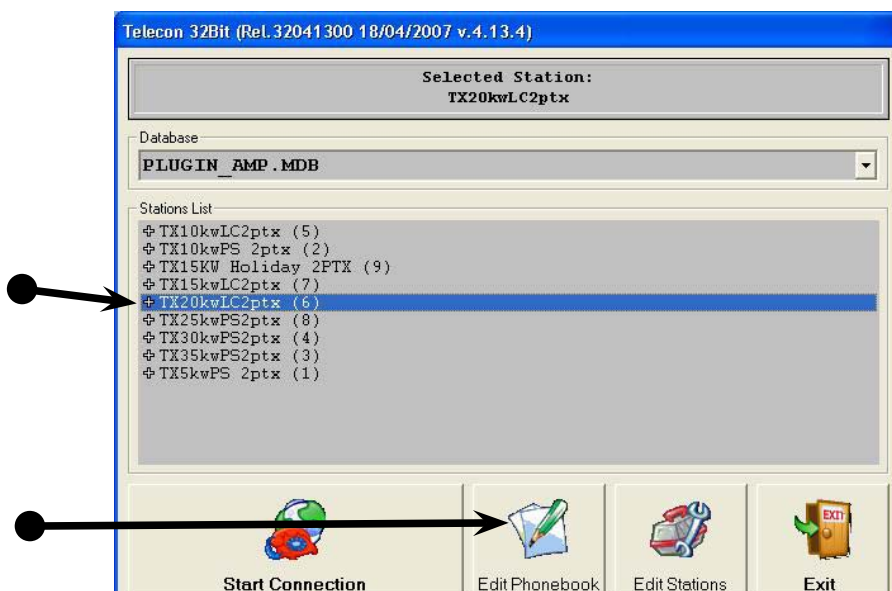 Telecon 32Bit (Rel.32041300 18/04/2007 v.4.13.4)
Selected Station:
TX20kwLC2ptx
Database
PLUGIN_AMP.MDB
Stations List
TX10kwLC2ptx (5)
TX10kwPS 2ptx (2)
TX15KW Holiday 2PTX (9)
TX15kwLC2ptx (7)
TX20kwLC2ptx (6)
TX25kwPS2ptx (8)
TX30kwPS2ptx (4)
TX35kwPS2ptx (3)
TX5kwPS 2ptx (1)
EXIT
Start Connection
Edit Phonebook
Edit Stations
Exit